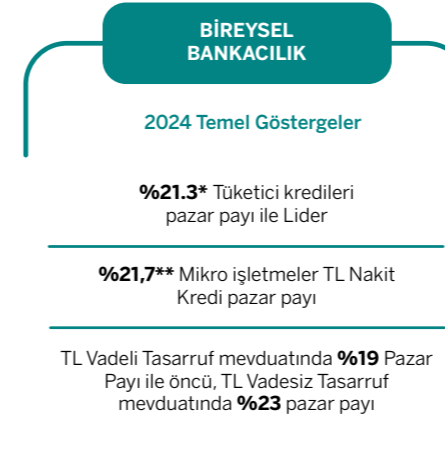 BİREYSEL
BANKACILIK
2024 Temel Göstergeler
%21.3* Tüketici kredileri
pazar payı ile Lider
%21,7** Mikro işletmeler TL Nakit
Kredi pazar payı
TL Vadeli Tasarruf mevduatında %19 Pazar
Payı ile öncü, TL Vadesiz Tasarruf
mevduatında %23 pazar payı